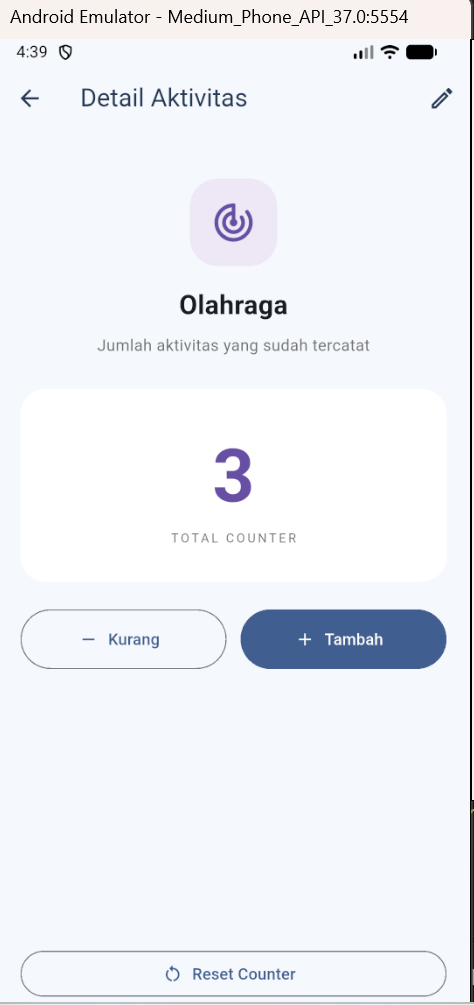 Android Emulator - Medium_Phone_API_37.0:5554
4:39
Detail Aktivitas
Olahraga
Jumlah aktivitas yang sudah tercatat
3
TOTAL COUNTER
Kurang
Tambah
Reset Counter